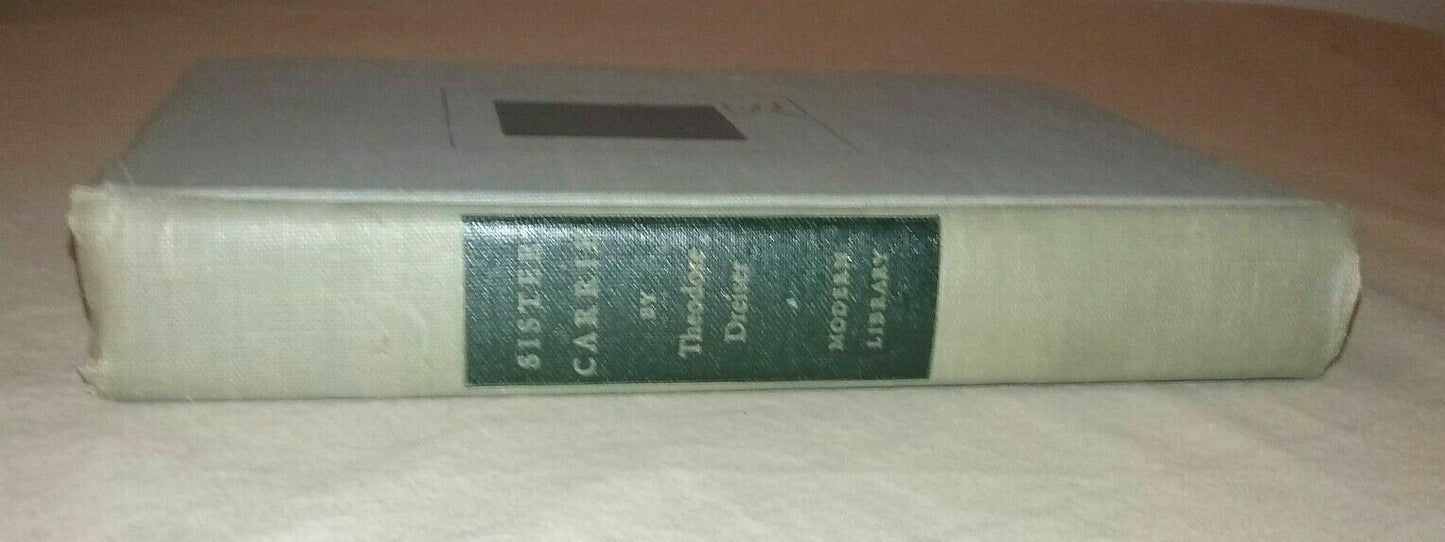 SISTER
CARRIE
BY
Theodore
Dreiser
MODERN
LIBRARY